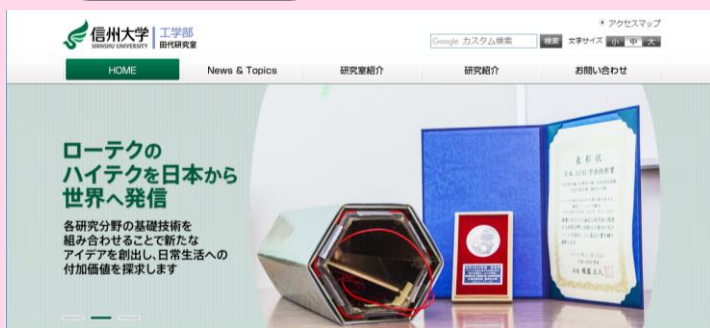 アクセスマップ
信州大学 工学部
SHINSHU UNIVERSITY 田代研究室
Google カスタム検索 検索 文字サイズ 小 中 大
HOME News & Topics 研究室紹介 研究紹介 お問い合わせ
ローテクの
ハイテクを日本から
世界へ発信
各研究分野の基礎技術を
組み合わせることで新たな
アイデアを創出し、日常生活への
付加価値を探求します
表彰状